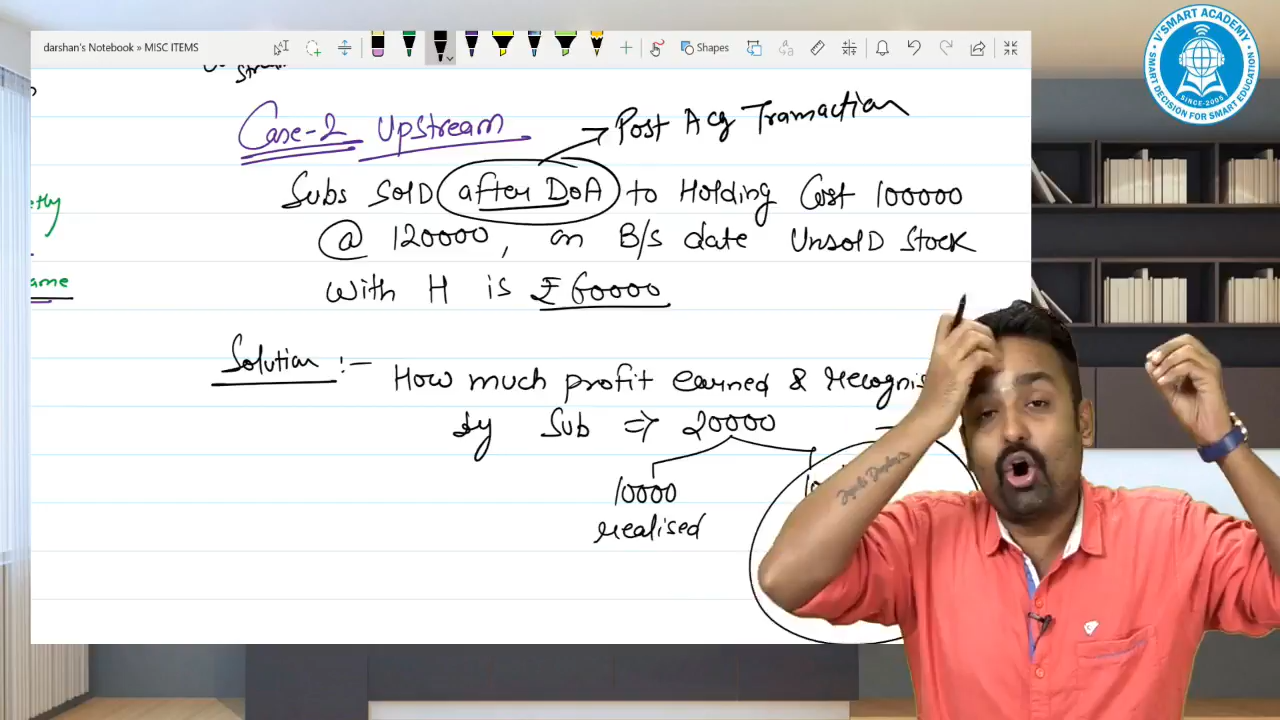 darshan's Notebook » MISC ITEMS
Shapes
V'SMART ACADEMY
SINCE-2005
SMART DECISION FOR SMART EDUCATION
Case-2 Upstream
Post Acq Transaction
Subs Sold after DOA to Holding Cost 100000
@ 120000, on B/s date Unsold Stock
with H is ₹ 60000
Solution :-
How much profit earned & recognis
by Sub ⇒ 20000
10000
realised